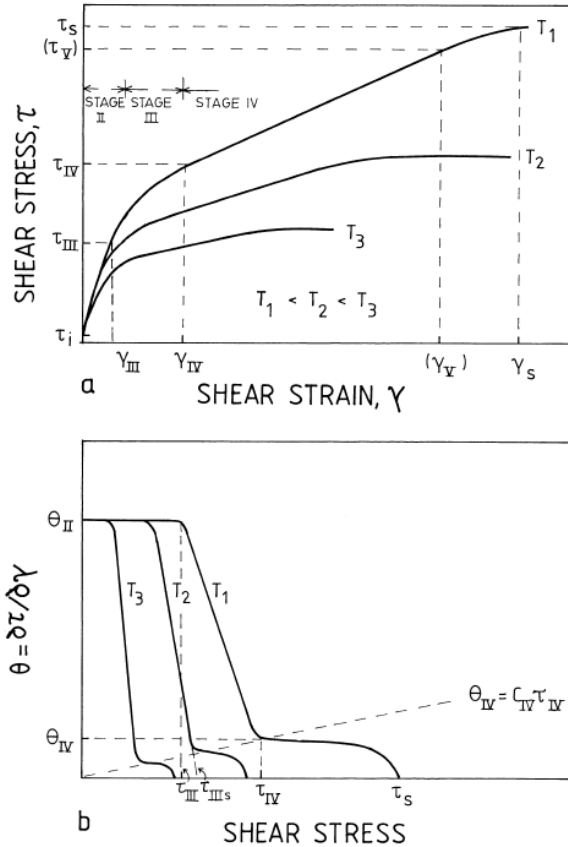 τs
(τV)
STAGE II
STAGE III
STAGE IV
T1
SHEAR STRESS, τ
τIV
T2
τIII
T3
T1 < T2 < T3
τi
γIII
γIV
(γV)
γs
a
SHEAR STRAIN, γ
θII
θ = ∂τ/∂γ
T3
T2
T1
θIV = CIV τIV
θIV
τIII
τIIIs
τIV
τs
b
SHEAR STRESS